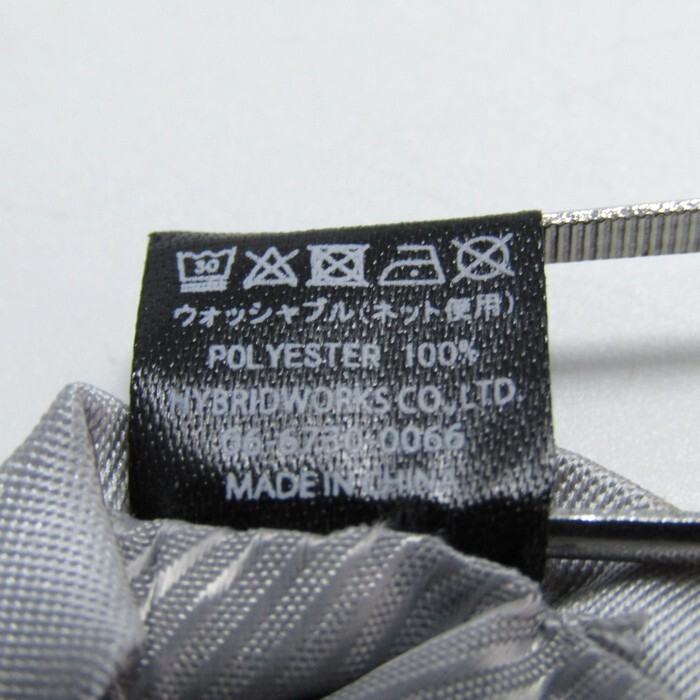 30
ウォッシャブル(ネット使用)
POLYESTER 100%
HYBRIDWORKS CO.,LTD.
06-6730-0066
MADE IN CHINA